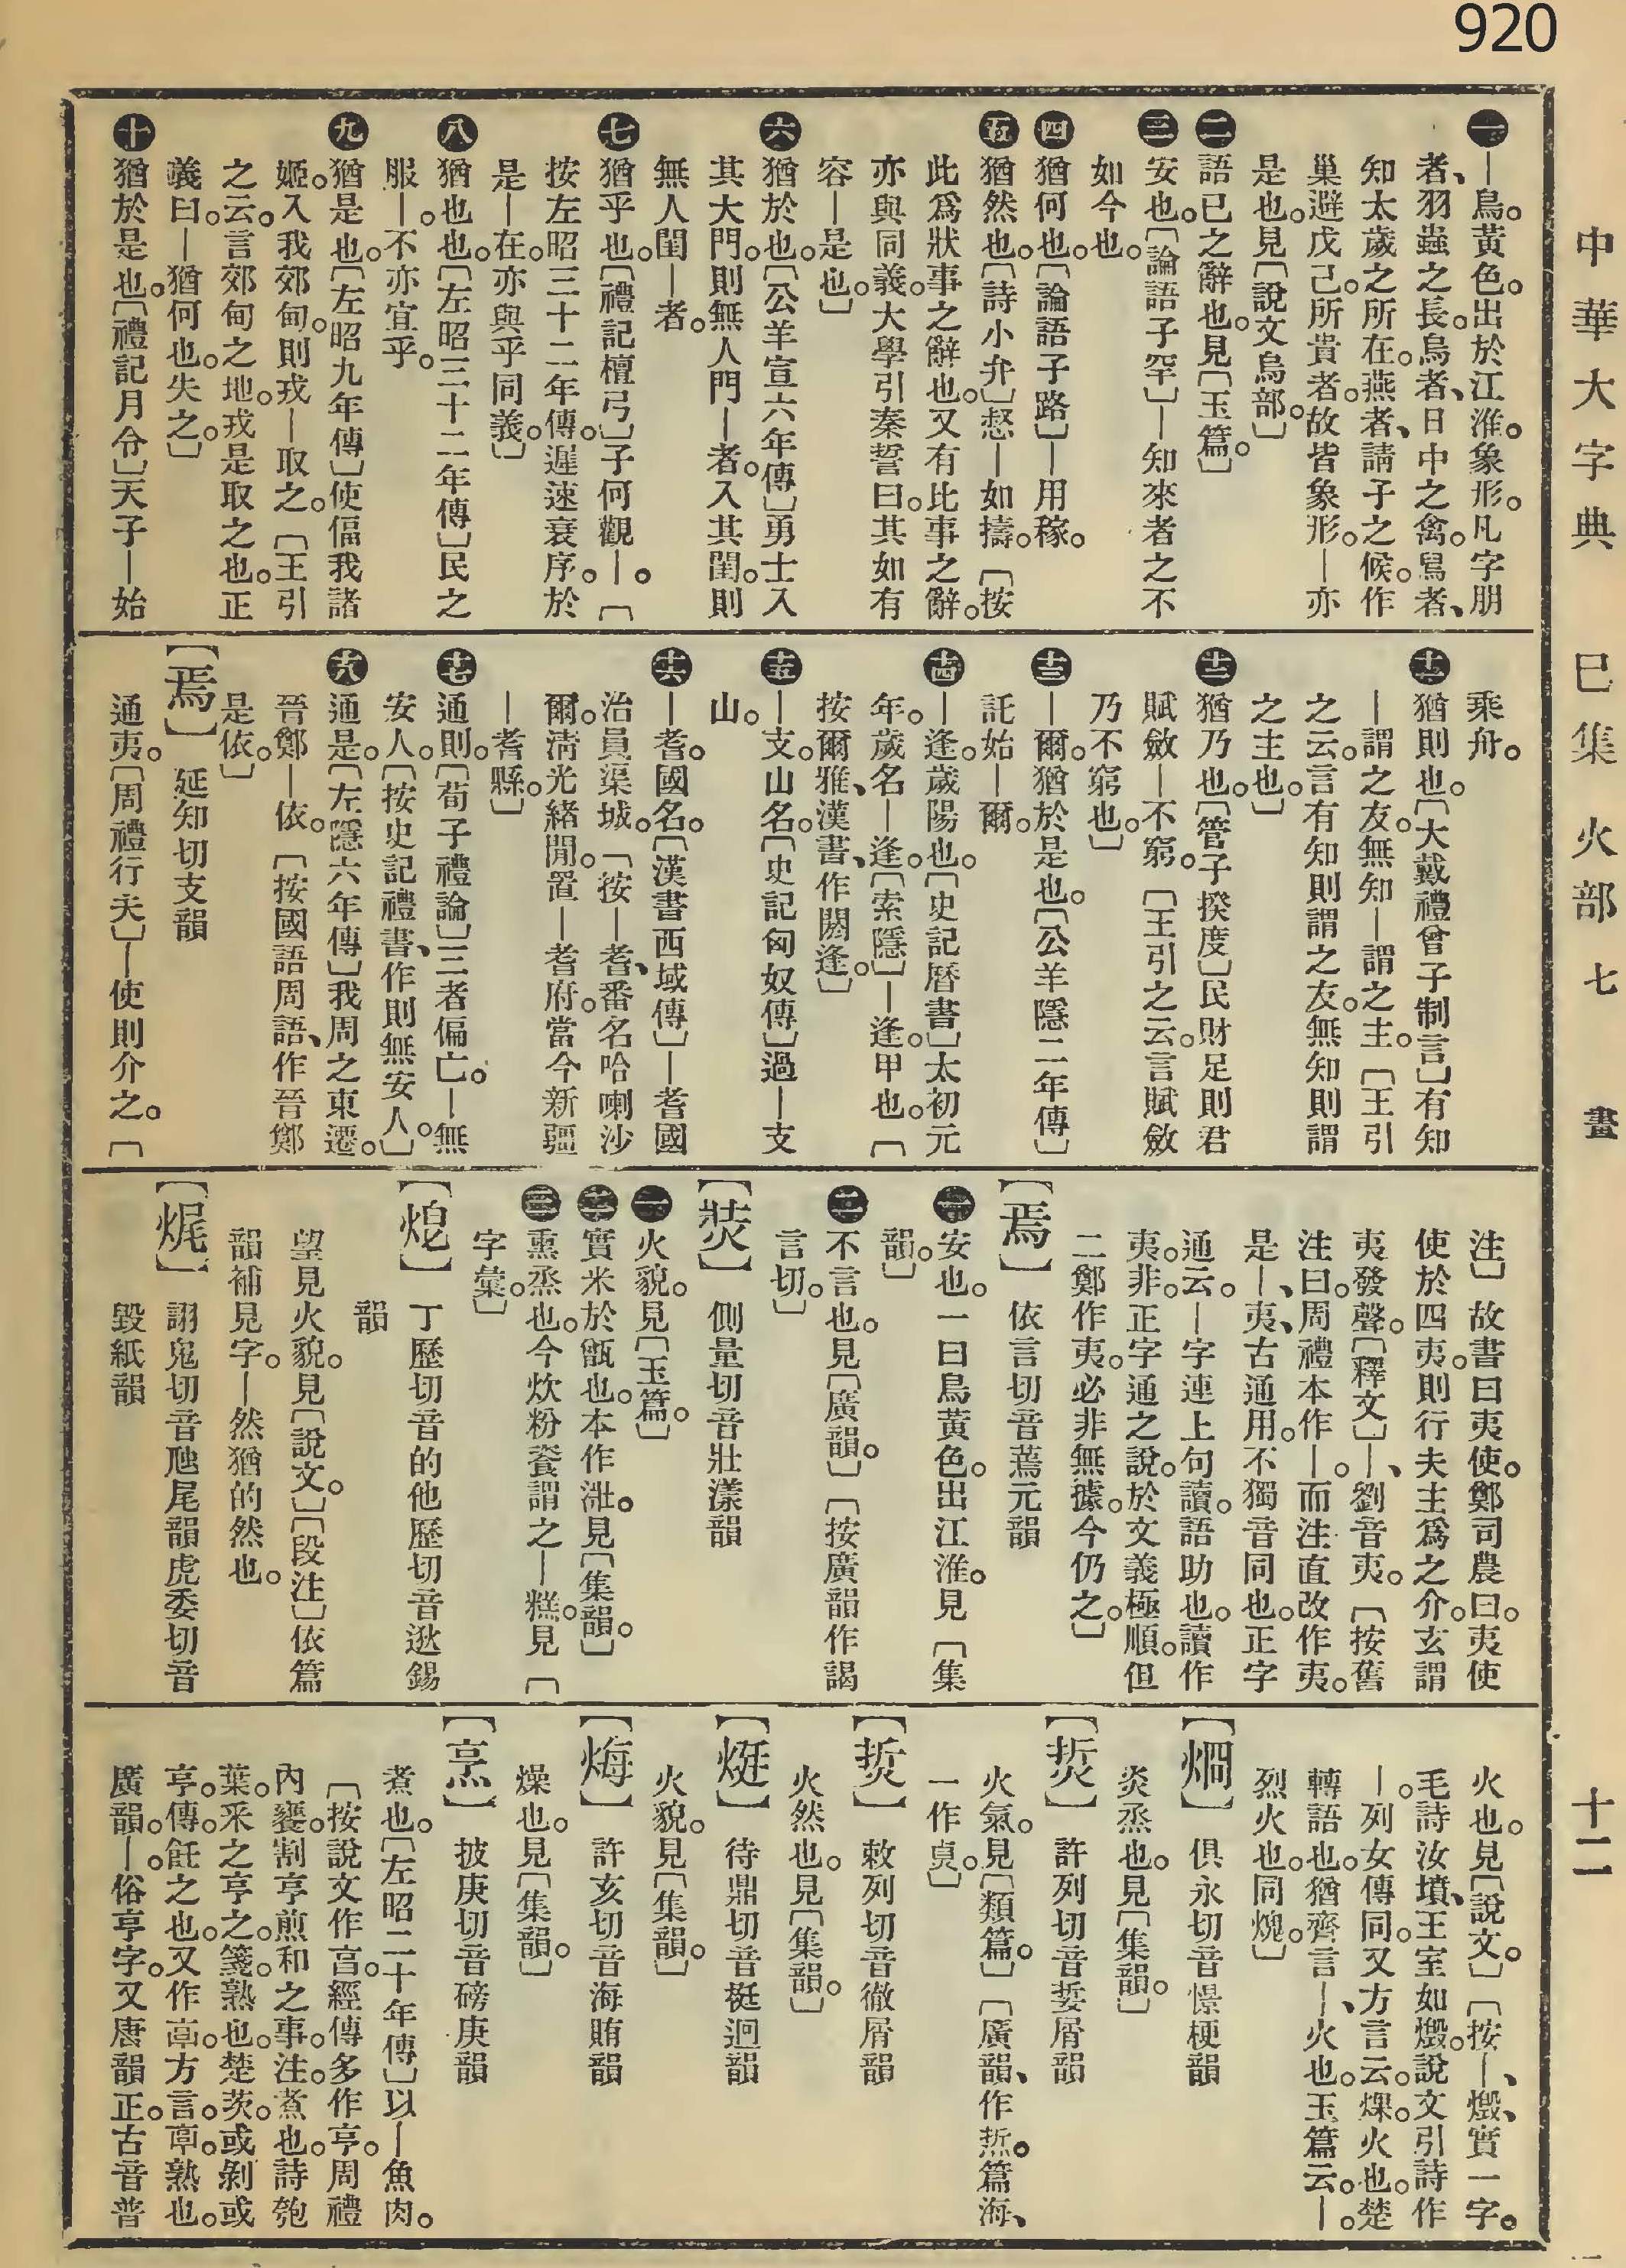 920
中華大字典 巳集 火部 七畫 十二
㊀—鳥。黃色。出於江淮。象形。凡字朋
者、羽蟲之長。烏者、日中之禽。舃者、
知太歲之所在。燕者、請子之候。作
巢避戊己。所貴者。故皆象形。—亦
是也。見〔說文鳥部。〕
㊁語已之辭也。見〔玉篇。〕
㊂安也。〔論語子罕〕—知來者之不
如今也。
㊃猶何也。〔論語子路〕—用稼。
㊄猶然也。〔詩小弁〕惄—如擣。〔按
此爲狀事之辭也。又有比事之辭。
亦與同義。大學引秦誓曰。其如有
容—是也。〕
㊅猶於也。〔公羊宣六年傳〕勇士入
其大門。則無人門—者。入其閨。則
無人閨—者。
㊆猶乎也。〔禮記檀弓〕子何觀—。〔
按左昭三十二年傳。遲速衰序。於
是—在。亦與乎同義。〕
㊇猶也也。〔左昭三十二年傳〕民之
服—。不亦宜乎。
㊈猶是也。〔左昭九年傳〕使偪我諸
姬。入我郊甸。則戎—取之。〔王引
之云。言郊甸之地。戎是取之也。正
義曰。—猶何也。失之。〕
㊉猶於是也。〔禮記月令〕天子—始
乘舟。
十一猶則也。〔大戴禮曾子制言〕有知
—謂之友。無知—謂之主。〔王引
之云。言有知則謂之友。無知則謂
之主也。〕
十二猶乃也。〔管子揆度〕民財足則君
賦斂—不窮。〔王引之云。言賦斂
乃不窮也。〕
十三—爾。猶於是也。〔公羊隱二年傳〕
託始—爾。
十四—逢。歲陽也。〔史記曆書〕太初元
年。歲名—逢。〔索隱〕—逢。甲也。〔
按爾雅、漢書、作閼逢。〕
十五—支。山名。〔史記匈奴傳〕過—支
山。
十六—耆。國名。〔漢書西域傳〕—耆國
治員渠城。〔按—耆、番名哈喇沙
爾。淸光緖閒。置—耆府。當今新疆
—耆縣。〕
十七通則。〔荀子禮論〕三者偏亡。—無
安人。〔按史記禮書、作則無安人。〕
十八通是。〔左隱六年傳〕我周之東遷。
晉鄭—依。〔按國語周語、作晉鄭
是依。〕
〔焉〕 延知切支韻
通夷。〔周禮行夫〕—使則介之。〔
注〕故書曰夷使。鄭司農曰。夷使
使於四夷。則行夫主爲之介。玄謂
夷發聲。〔釋文〕—、劉音夷。〔按舊
注曰。周禮本作—。而注直改作夷。
是—、夷、古通用。不獨音同也。正字
通云。—字連上句讀。語助也。讀作
夷。非。正字通之說。於文義極順。但
二鄭作夷。必非無據。今仍之。〕
〔焉〕 依言切音蔫元韻
㊀安也。一曰鳥黃色。出江淮。見〔集
韻。〕
㊁不言也。見〔廣韻。〕〔按廣韻作謁
言切。〕
〔焋〕 側量切音壯漾韻
㊀火貌。見〔玉篇。〕
㊁實米於甑也。本作𣹟。見〔集韻。〕
㊂熏烝也。今炊粉餈謂之—糕。見〔
字彙。〕
〔焧〕 丁歷切音的他歷切音逖錫
韻
望見火貌。見〔說文。〕〔段注〕依篇
韻補見字。—然猶的然也。
〔焜〕 詡鬼切音虺尾韻虎委切音
毀紙韻
火也。見〔說文。〕〔按—、燬、實一字。
毛詩汝墳、王室如燬。說文引詩作
—。列女傳同。又方言云。煤。火也。楚
轉語也。猶齊言—、火也。玉篇云。—。
烈火也。同燬。〕
〔焑〕 俱永切音憬梗韻
炎烝也。見〔集韻。〕
〔焎〕 許列切音娎屑韻
火氣。見〔類篇。〕〔廣韻、作焎。篇海、
一作㷄。〕
〔焎〕 敕列切音徹屑韻
火然也。見〔集韻。〕
〔烶〕 待鼎切音梃迥韻
火貌。見〔集韻。〕
〔烸〕 許亥切音海賄韻
燥也。見〔集韻。〕
〔烹〕 披庚切音磅庚韻
煮也。〔左昭二十年傳〕以—魚肉。
〔按說文作亯。經傳多作亨。周禮
內饔。割亨煎和之事。注。煮也。詩匏
葉。采之亨之。箋。熟也。楚茨。或剝或
亨。傳。飪之也。又作𦎫。方言。𦎫。熟也。
廣韻。—。俗亨字。又唐韻正。古音普